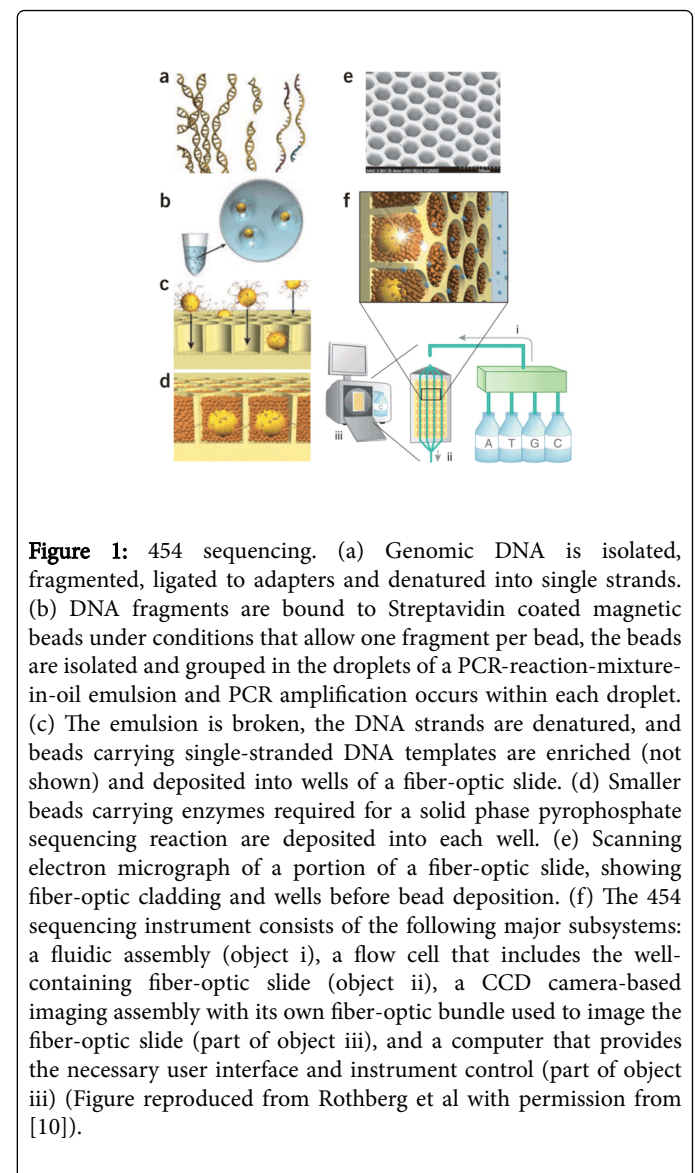 a
e
b
f
c
i
d
iii
ii
A T G C
C
Figure 1: 454 sequencing. (a) Genomic DNA is isolated,
fragmented, ligated to adapters and denatured into single strands.
(b) DNA fragments are bound to Streptavidin coated magnetic
beads under conditions that allow one fragment per bead, the beads
are isolated and grouped in the droplets of a PCR-reaction-mixture-
in-oil emulsion and PCR amplification occurs within each droplet.
(c) The emulsion is broken, the DNA strands are denatured, and
beads carrying single-stranded DNA templates are enriched (not
shown) and deposited into wells of a fiber-optic slide. (d) Smaller
beads carrying enzymes required for a solid phase pyrophosphate
sequencing reaction are deposited into each well. (e) Scanning
electron micrograph of a portion of a fiber-optic slide, showing
fiber-optic cladding and wells before bead deposition. (f) The 454
sequencing instrument consists of the following major subsystems:
a fluidic assembly (object i), a flow cell that includes the well-
containing fiber-optic slide (object ii), a CCD camera-based
imaging assembly with its own fiber-optic bundle used to image the
fiber-optic slide (part of object iii), and a computer that provides
the necessary user interface and instrument control (part of object
iii) (Figure reproduced from Rothberg et al with permission from
[10]).